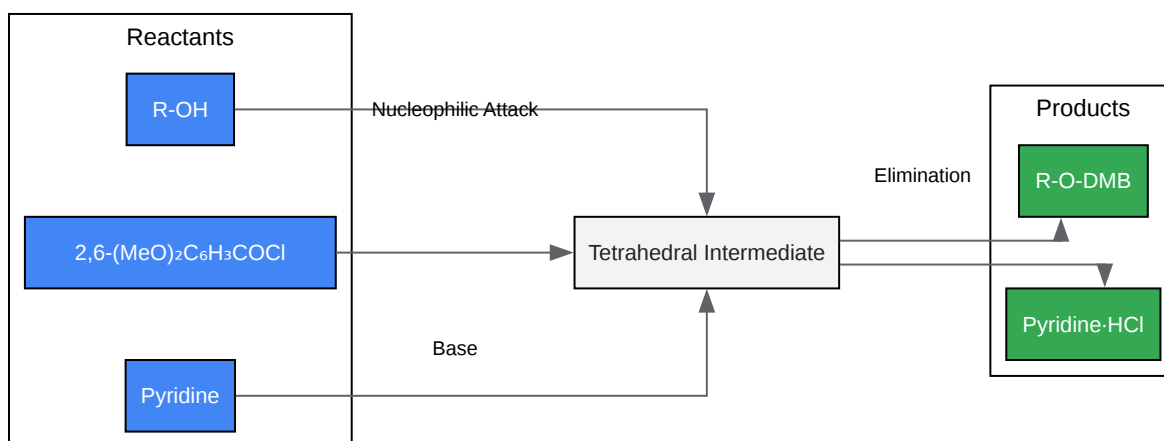 Reactants
R-OH
Nucleophilic Attack
2,6-(MeO)₂C₆H₃COCl
Pyridine
Base
Tetrahedral Intermediate
Elimination
Products
R-O-DMB
Pyridine·HCl